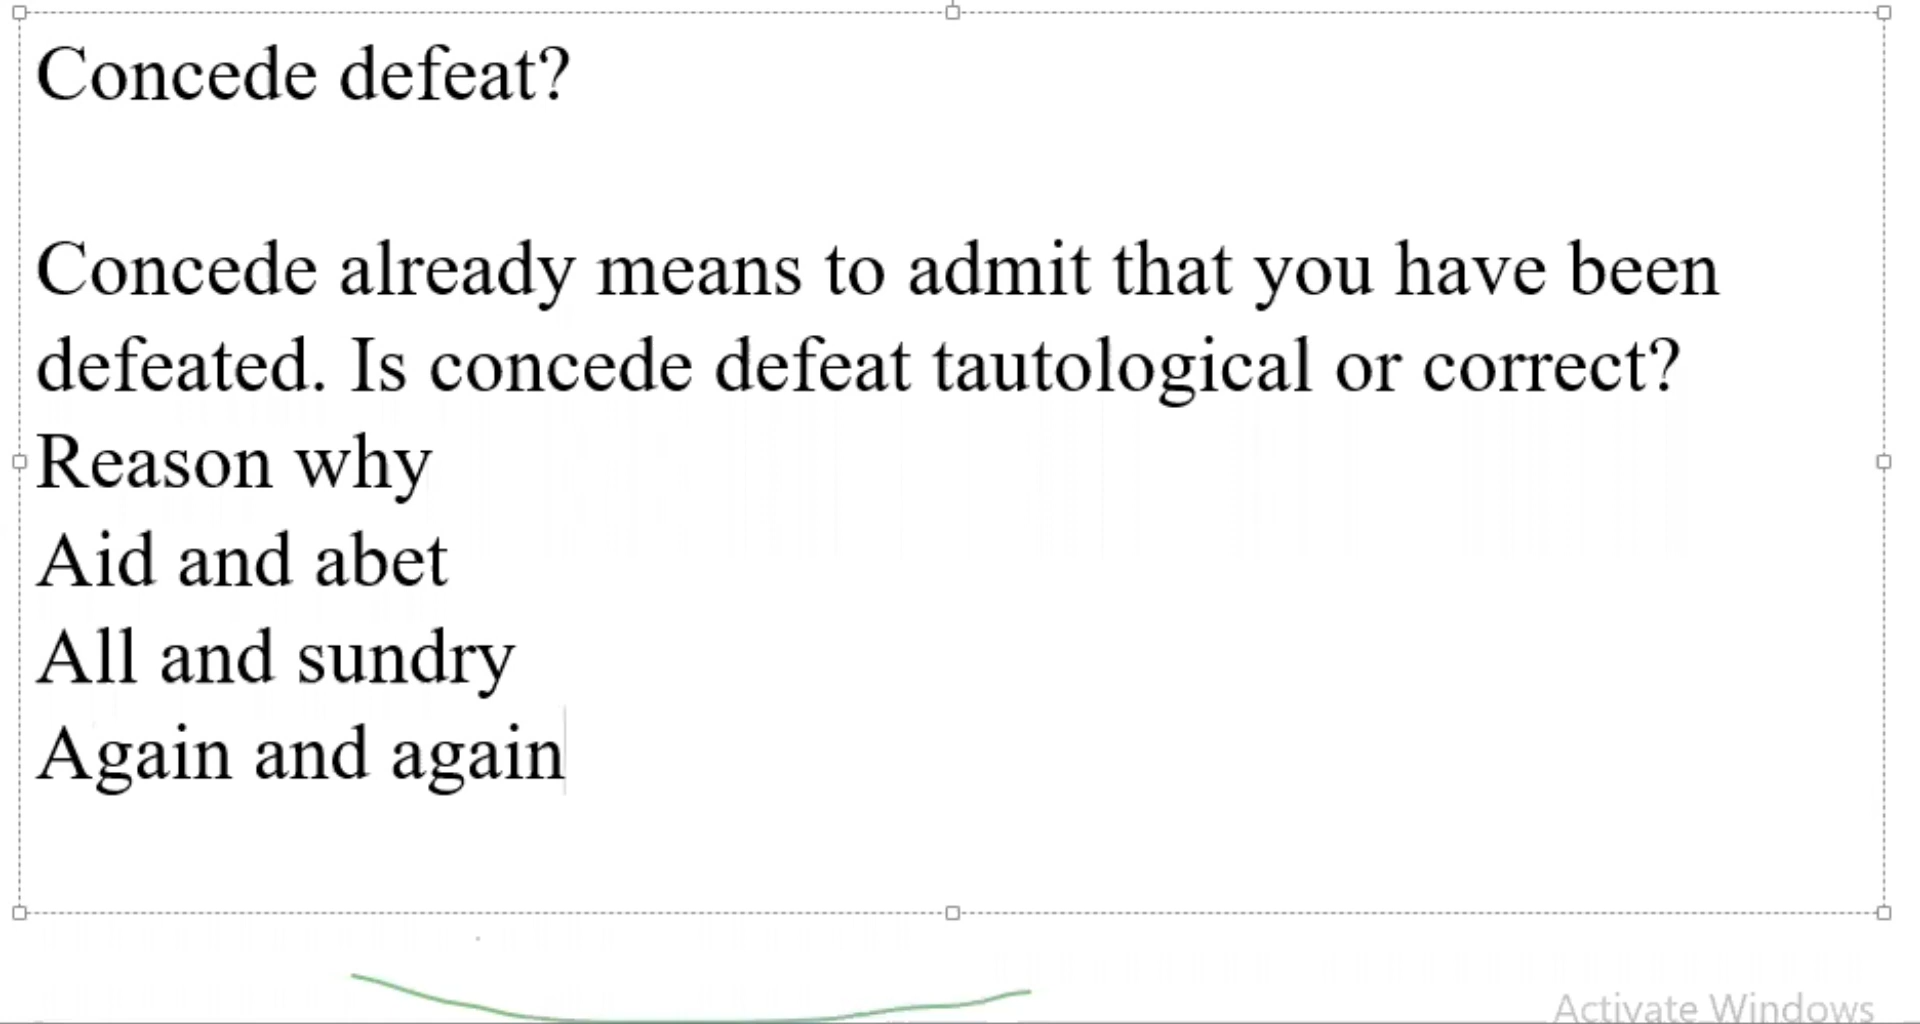 Concede defeat?
Concede already means to admit that you have been
defeated. Is concede defeat tautological or correct?
Reason why
Aid and abet
All and sundry
Again and again
Activate Windows